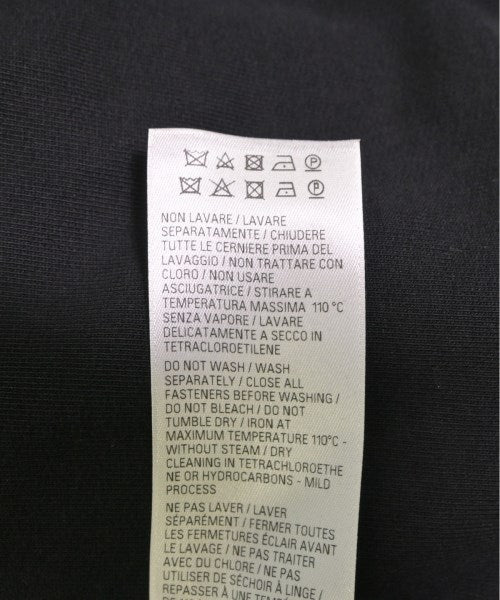 P
P
NON LAVARE / LAVARE
SEPARATAMENTE / CHIUDERE
TUTTE LE CERNIERE PRIMA DEL
LAVAGGIO / NON TRATTARE CON
CLORO / NON USARE
ASCIUGATRICE / STIRARE A
TEMPERATURA MASSIMA 110 °C
SENZA VAPORE / LAVARE
DELICATAMENTE A SECCO IN
TETRACLOROETILENE
DO NOT WASH / WASH
SEPARATELY / CLOSE ALL
FASTENERS BEFORE WASHING /
DO NOT BLEACH / DO NOT
TUMBLE DRY / IRON AT
MAXIMUM TEMPERATURE 110°C -
WITHOUT STEAM / DRY
CLEANING IN TETRACHLOROETHE
NE OR HYDROCARBONS - MILD
PROCESS
NE PAS LAVER / LAVER
SÉPARÉMENT / FERMER TOUTES
LES FERMETURES ÉCLAIR AVANT
LE LAVAGE / NE PAS TRAITER
AVEC DU CHLORE / NE PAS
UTILISER DE SÉCHOIR À LINGE /
REPASSER À UNE